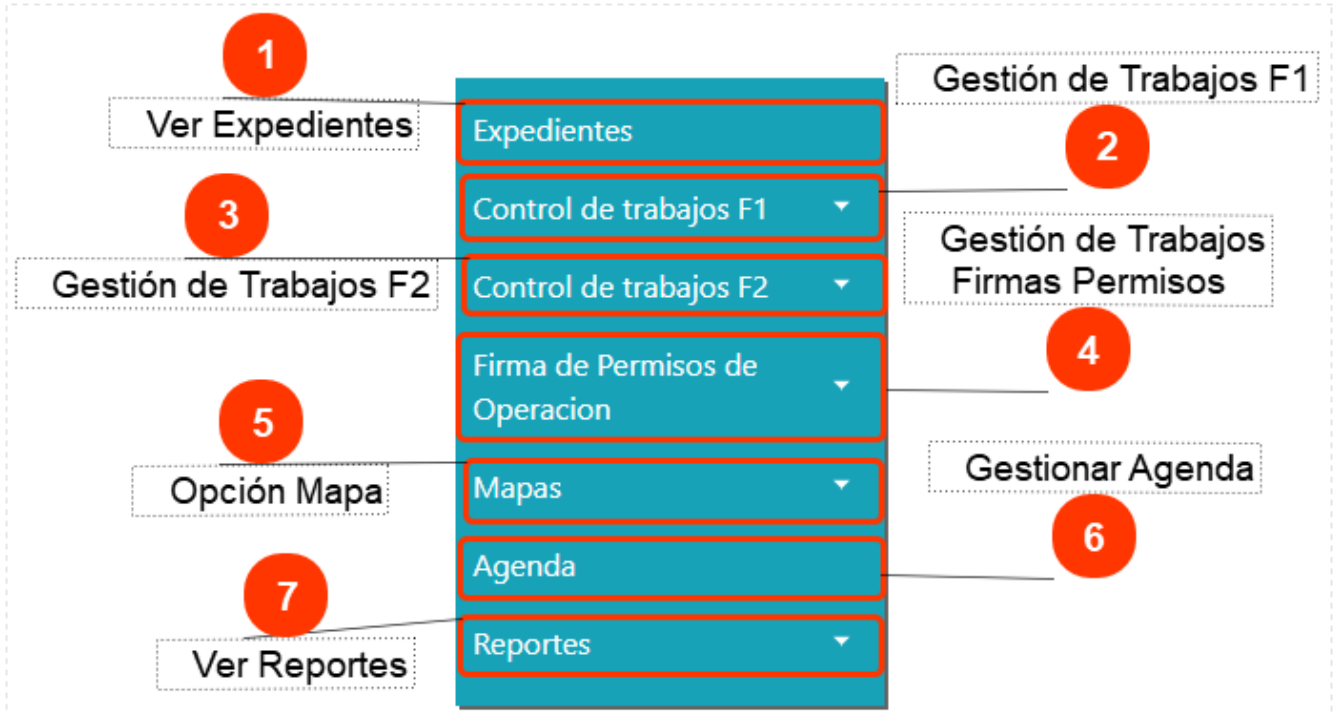 1
Ver Expedientes
Expedientes
Gestión de Trabajos F1
2
Control de trabajos F1
3
Gestión de Trabajos F2
Control de trabajos F2
Gestión de Trabajos
Firmas Permisos
4
Firma de Permisos de
Operacion
5
Opción Mapa
Mapas
Gestionar Agenda
6
Agenda
7
Ver Reportes
Reportes